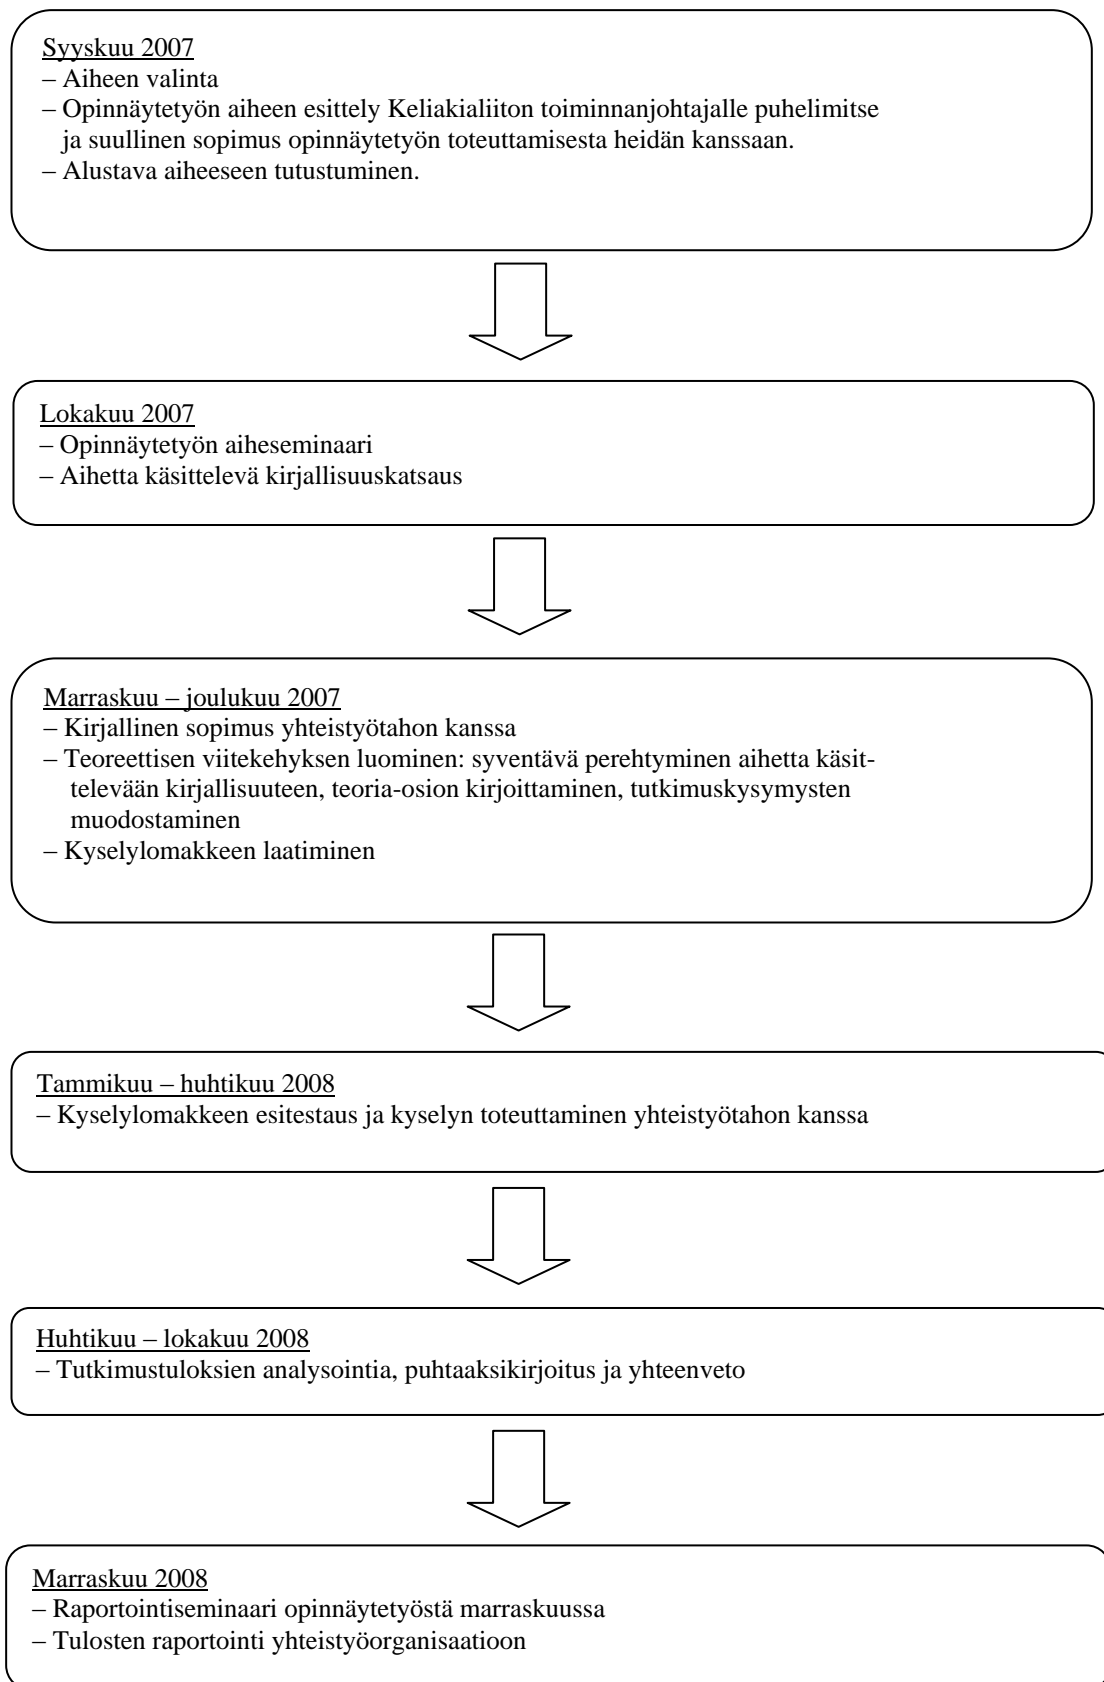 Syyskuu 2007
– Aiheen valinta
– Opinnäytetyön aiheen esittely Keliakialiiton toiminnanjohtajalle puhelimitse
ja suullinen sopimus opinnäytetyön toteuttamisesta heidän kanssaan.
– Alustava aiheeseen tutustuminen.
Lokakuu 2007
– Opinnäytetyön aiheseminaari
– Aihetta käsittelevä kirjallisuuskatsaus
Marraskuu – joulukuu 2007
– Kirjallinen sopimus yhteistyötahon kanssa
– Teoreettisen viitekehyksen luominen: syventävä perehtyminen aihetta käsit-
televään kirjallisuuteen, teoria-osion kirjoittaminen, tutkimuskysymysten
muodostaminen
– Kyselylomakkeen laatiminen
Tammikuu – huhtikuu 2008
– Kyselylomakkeen esitestaus ja kyselyn toteuttaminen yhteistyötahon kanssa
Huhtikuu – lokakuu 2008
– Tutkimustuloksien analysointia, puhtaaksikirjoitus ja yhteenveto
Marraskuu 2008
– Raportointiseminaari opinnäytetyöstä marraskuussa
– Tulosten raportointi yhteistyöorganisaatioon